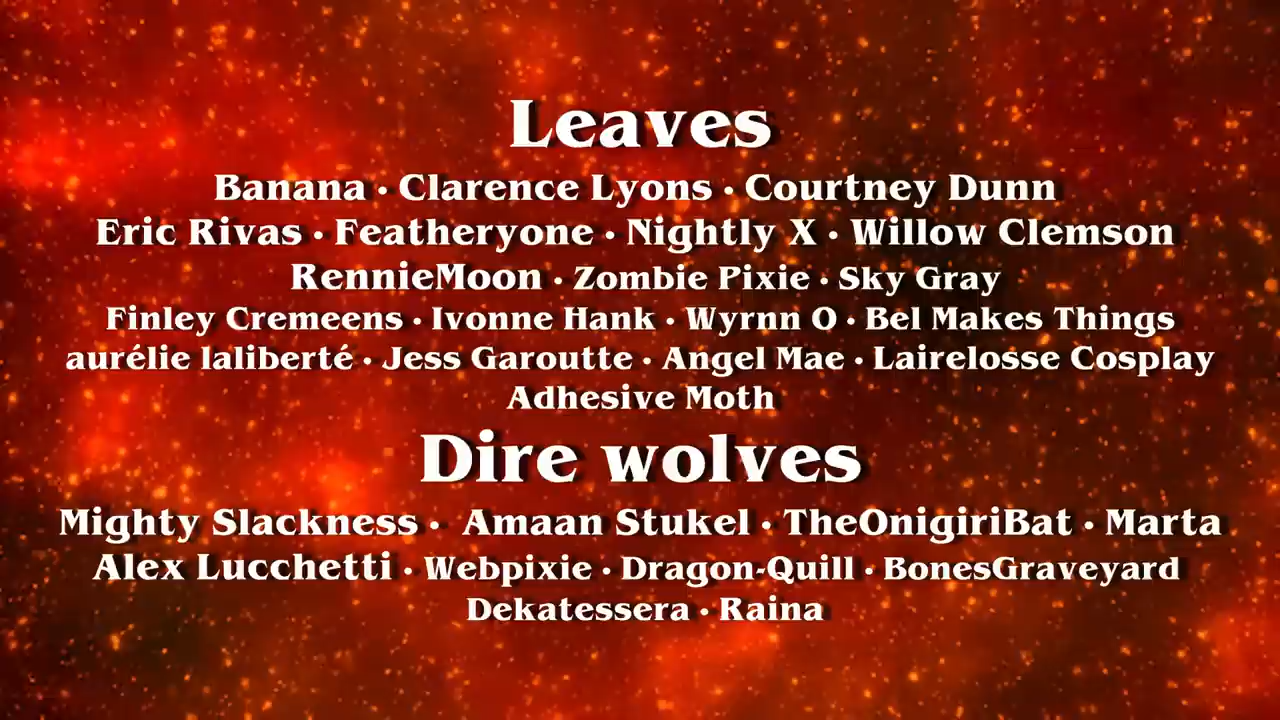 Leaves
Banana • Clarence Lyons • Courtney Dunn
Eric Rivas • Featheryone • Nightly X • Willow Clemson
RennieMoon • Zombie Pixie • Sky Gray
Finley Cremeens • Ivonne Hank • Wyrnn O • Bel Makes Things
aurélie laliberté • Jess Garoutte • Angel Mae • Lairelosse Cosplay
Adhesive Moth
Dire wolves
Mighty Slackness • Amaan Stukel • TheOnigiriBat • Marta
Alex Lucchetti • Webpixie • Dragon-Quill • BonesGraveyard
Dekatessera • Raina